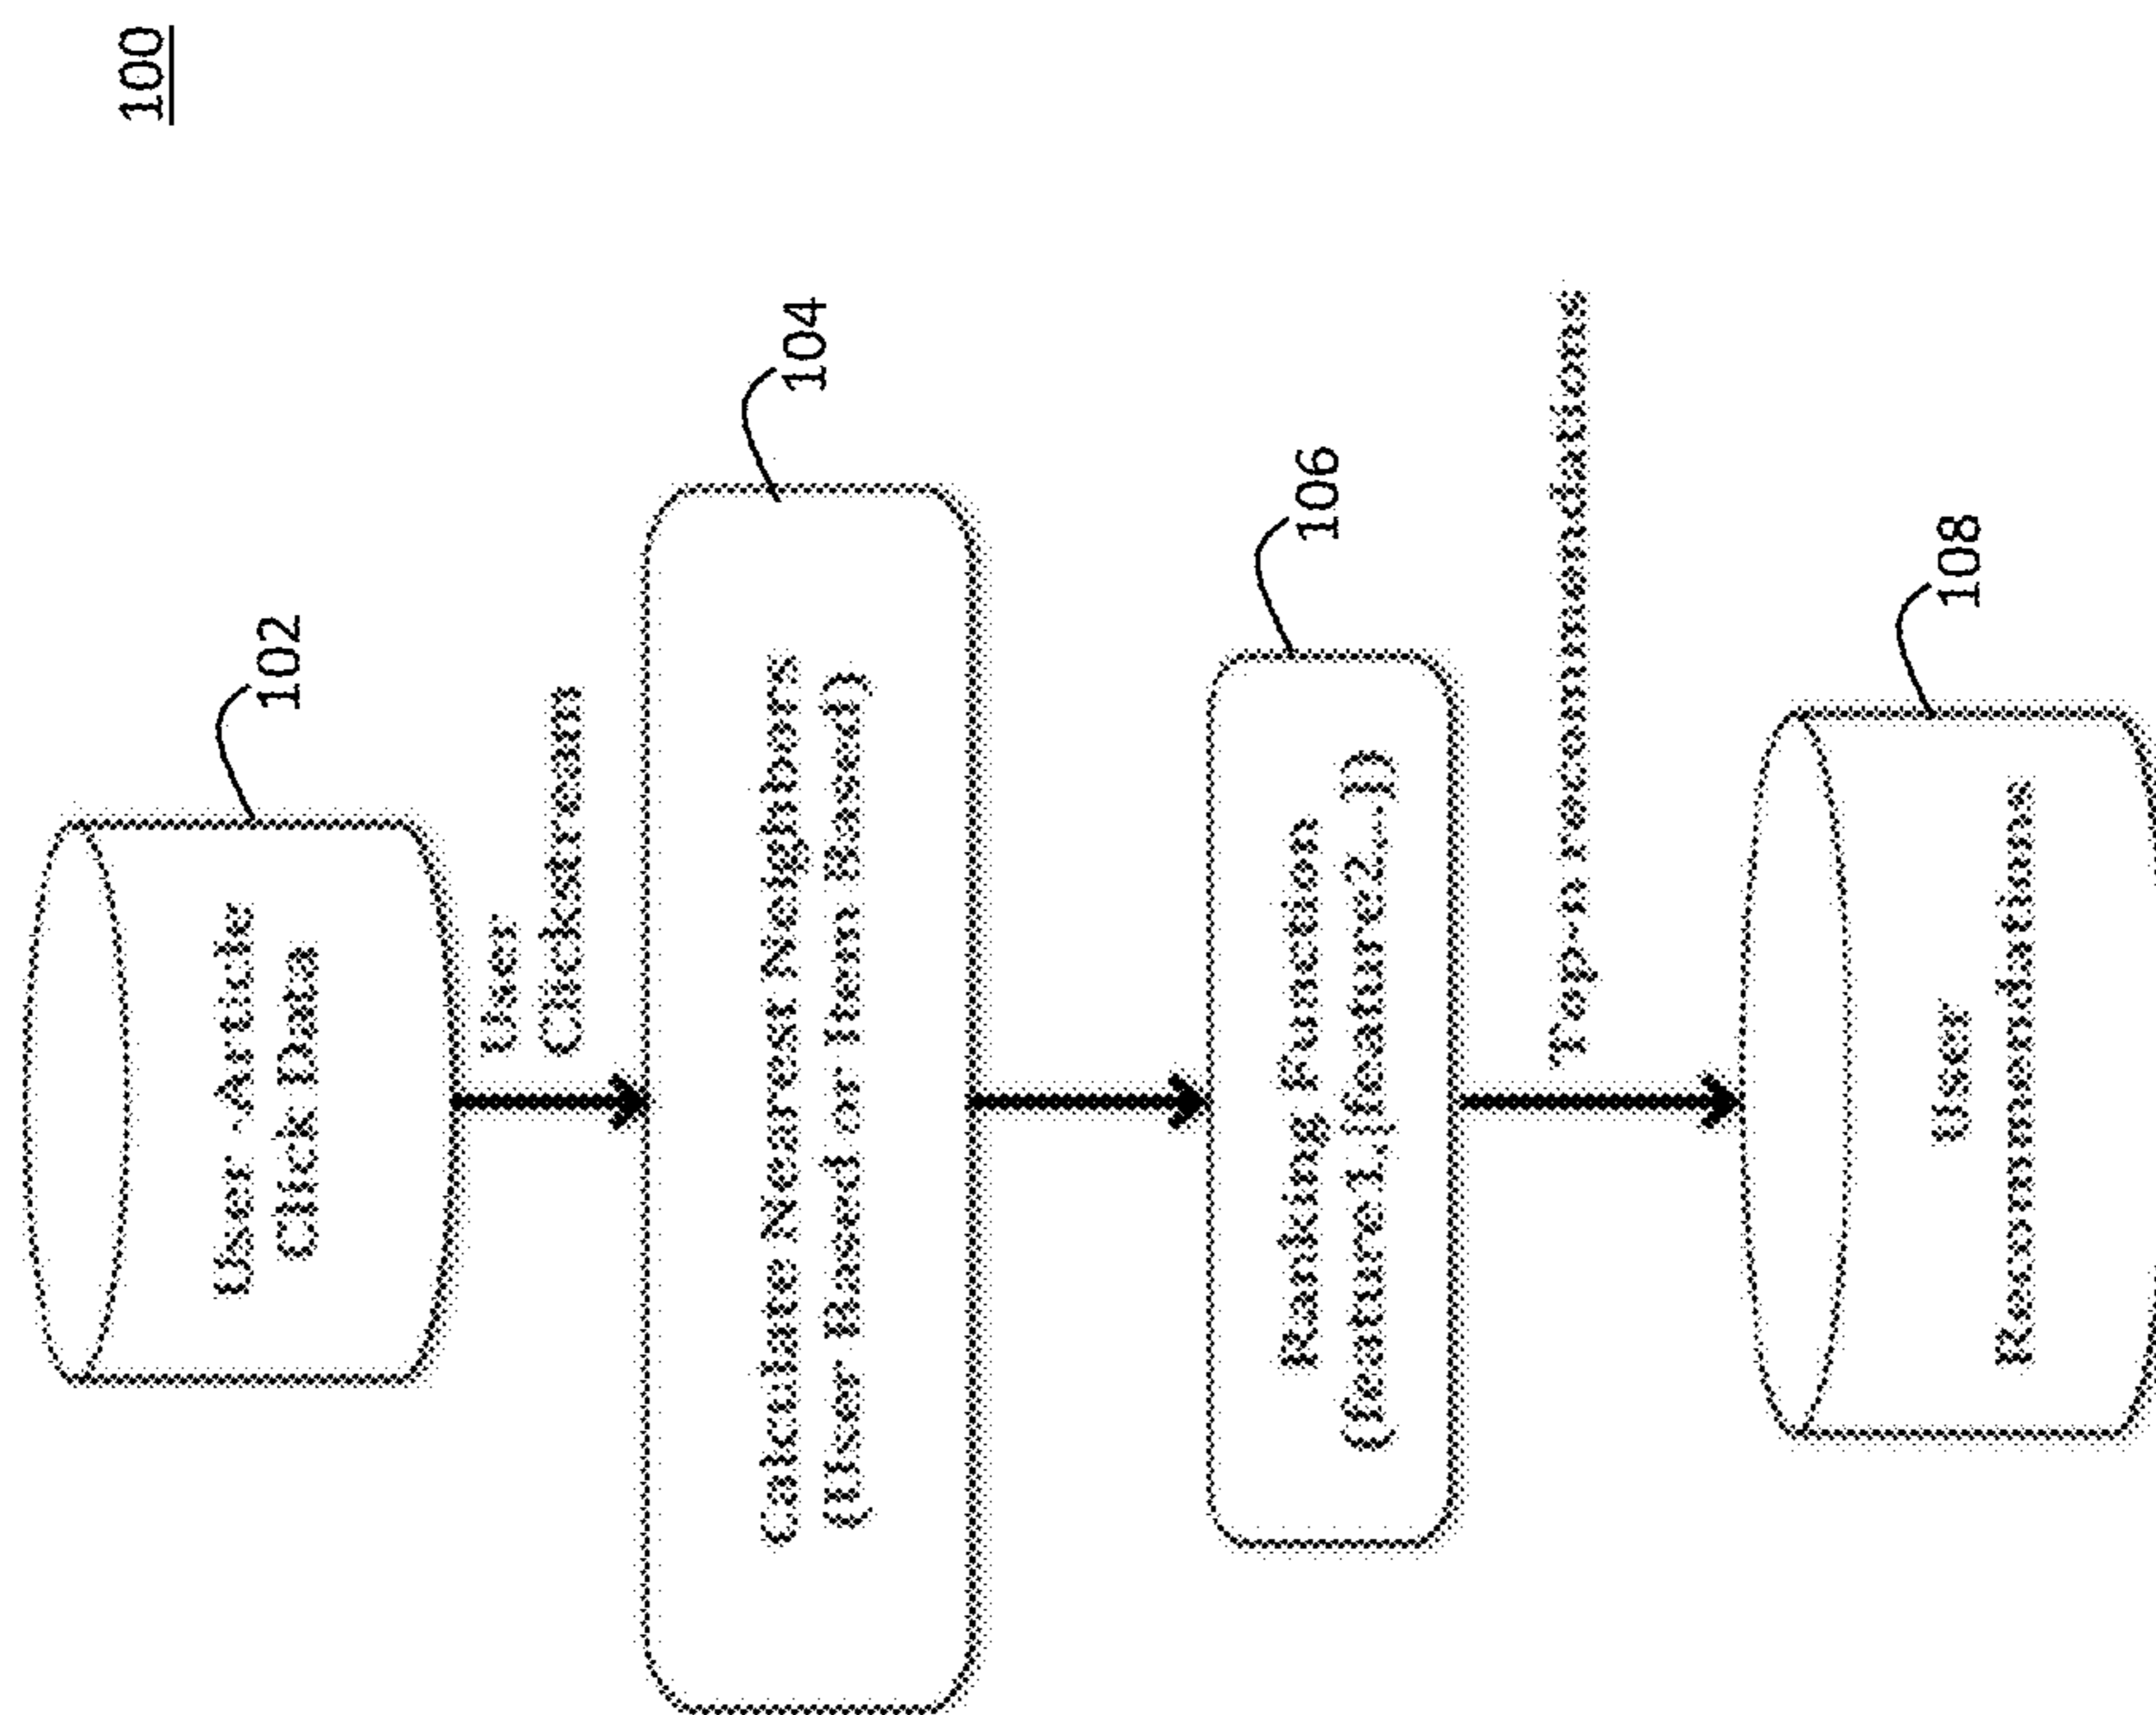 100
User -Article
Click Data
102
User
Clickstream
Calculate Nearest Neighbors
(User Based or Item Based)
104
Ranking Function
(feature1,[feature2…])
106
Top-n recommendations
User
Recommendations
108